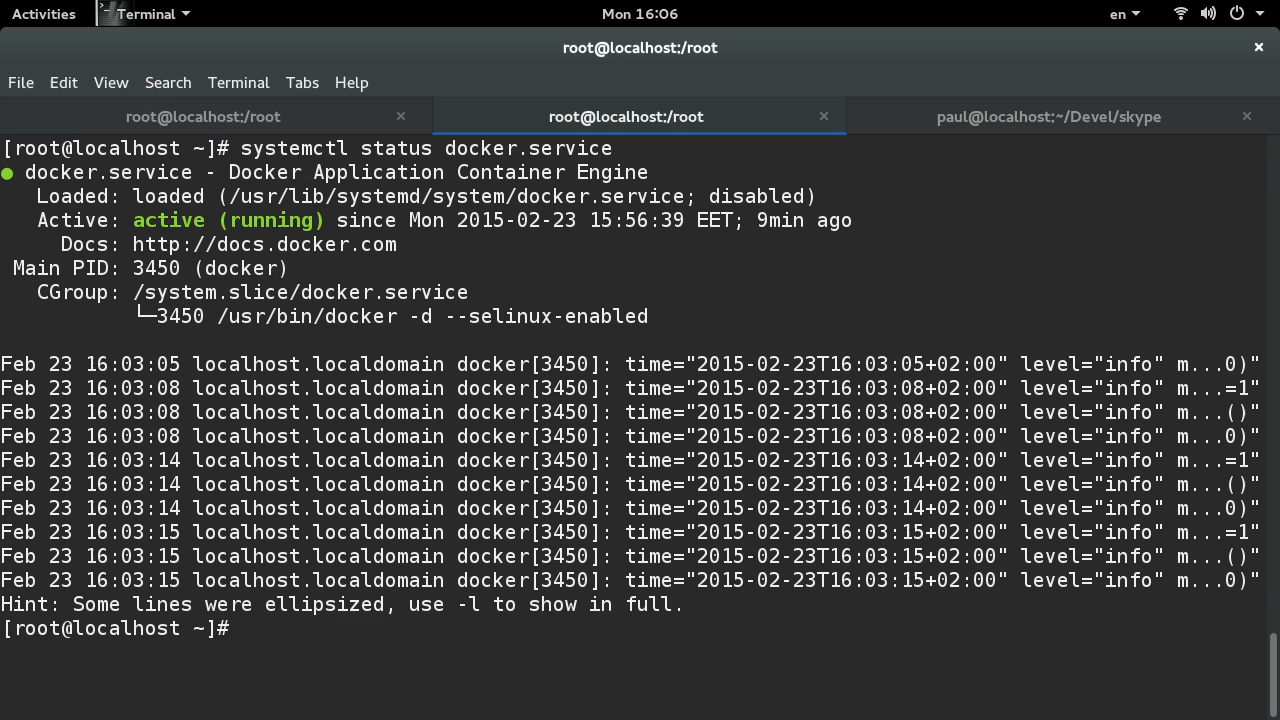 Activities Terminal Mon 16:06 en
root@localhost:/root ×
File Edit View Search Terminal Tabs Help
root@localhost:/root × root@localhost:/root × paul@localhost:~/Devel/skype ×
[root@localhost ~]# systemctl status docker.service
● docker.service - Docker Application Container Engine
   Loaded: loaded (/usr/lib/systemd/system/docker.service; disabled)
   Active: active (running) since Mon 2015-02-23 15:56:39 EET; 9min ago
     Docs: http://docs.docker.com
 Main PID: 3450 (docker)
   CGroup: /system.slice/docker.service
           └─3450 /usr/bin/docker -d --selinux-enabled

Feb 23 16:03:05 localhost.localdomain docker[3450]: time="2015-02-23T16:03:05+02:00" level="info" m...0)"
Feb 23 16:03:08 localhost.localdomain docker[3450]: time="2015-02-23T16:03:08+02:00" level="info" m...=1"
Feb 23 16:03:08 localhost.localdomain docker[3450]: time="2015-02-23T16:03:08+02:00" level="info" m...()"
Feb 23 16:03:08 localhost.localdomain docker[3450]: time="2015-02-23T16:03:08+02:00" level="info" m...0)"
Feb 23 16:03:14 localhost.localdomain docker[3450]: time="2015-02-23T16:03:14+02:00" level="info" m...=1"
Feb 23 16:03:14 localhost.localdomain docker[3450]: time="2015-02-23T16:03:14+02:00" level="info" m...()"
Feb 23 16:03:14 localhost.localdomain docker[3450]: time="2015-02-23T16:03:14+02:00" level="info" m...0)"
Feb 23 16:03:15 localhost.localdomain docker[3450]: time="2015-02-23T16:03:15+02:00" level="info" m...=1"
Feb 23 16:03:15 localhost.localdomain docker[3450]: time="2015-02-23T16:03:15+02:00" level="info" m...()"
Feb 23 16:03:15 localhost.localdomain docker[3450]: time="2015-02-23T16:03:15+02:00" level="info" m...0)"
Hint: Some lines were ellipsized, use -l to show in full.
[root@localhost ~]#